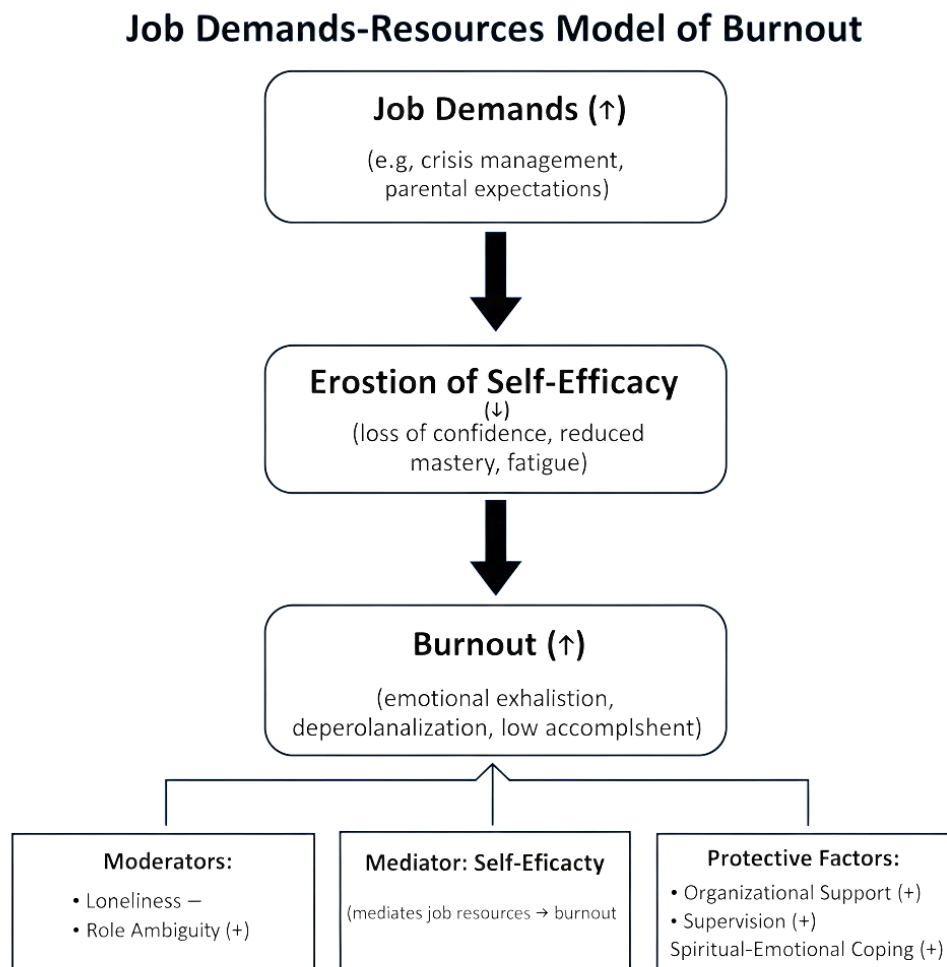 Job Demands-Resources Model of Burnout
Job Demands (↑)
(e.g, crisis management,
parental expectations)
Erostion of Self-Efficacy
(↓)
(loss of confidence, reduced
mastery, fatigue)
Burnout (↑)
(emotional exhalistion,
deperolanalization, low accomplshent)
Moderators:
• Loneliness –
• Role Ambiguity (+)
Mediator: Self-Eficacty
(mediates job resources → burnout
Protective Factors:
• Organizational Support (+)
• Supervision (+)
Spiritual-Emotional Coping (+)